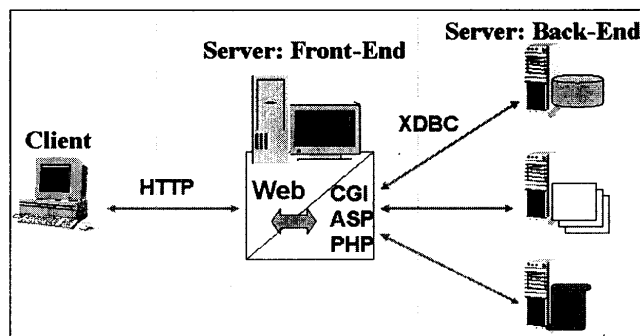 Server: Front-End
Server: Back-End
Client
HTTP
Web
CGI
ASP
PHP
XDBC